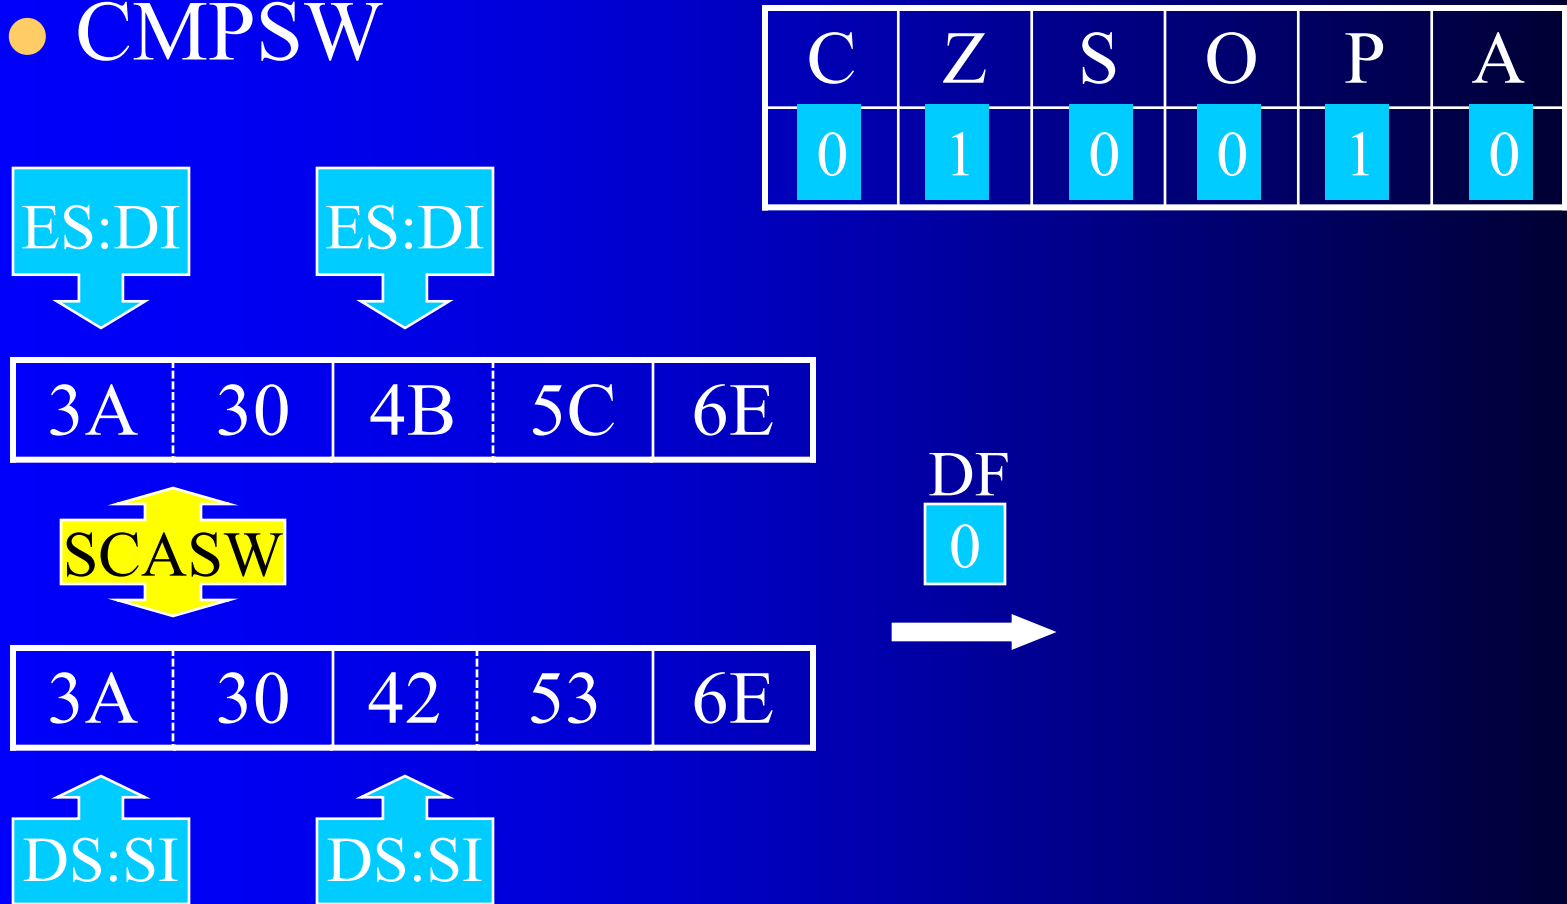 CMPSW
C Z S O P A
0 1 0 0 1 0
ES:DI ES:DI
3A 30 4B 5C 6E
DF
0
SCASW
3A 30 42 53 6E
DS:SI DS:SI